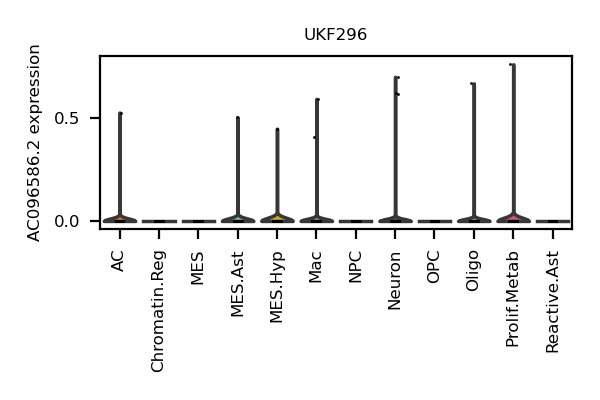 UKF296
AC096586.2 expression
0.5
0.0
AC
Chromatin.Reg
MES
MES.Ast
MES.Hyp
Mac
NPC
Neuron
OPC
Oligo
Prolif.Metab
Reactive.Ast